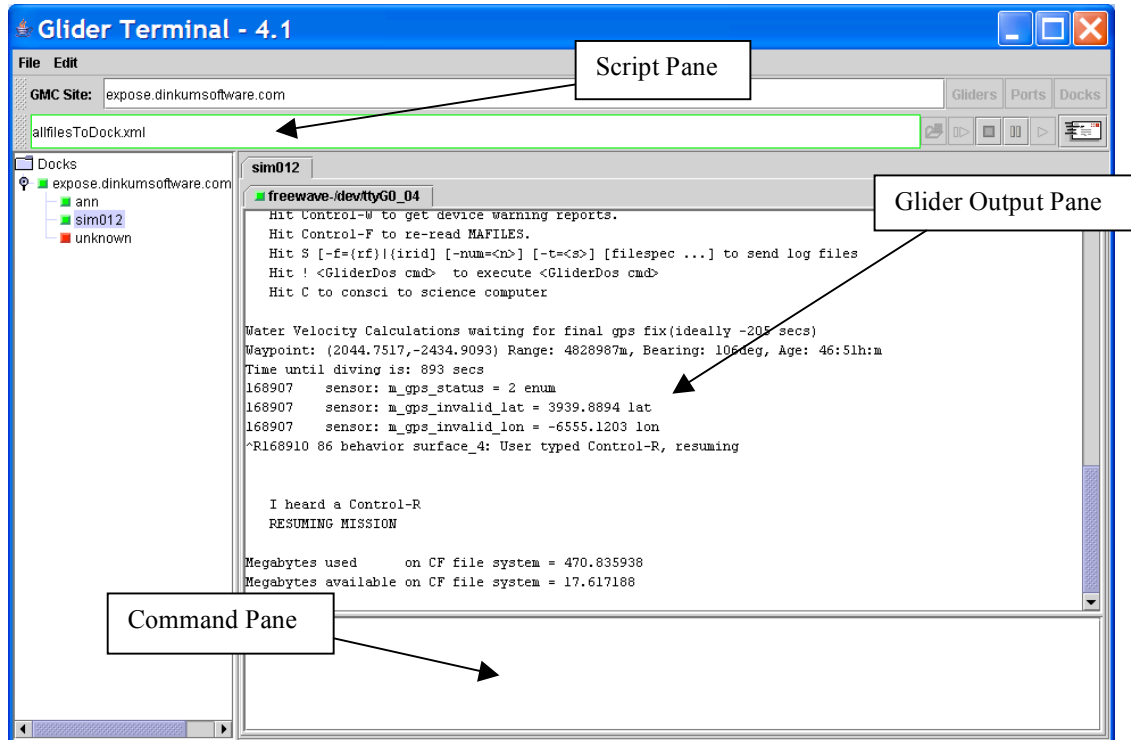 Glider Terminal - 4.1
File Edit
Script Pane
GMC Site: expose.dinkumsoftware.com
Gliders Ports Docks
allfilesToDock.xml
Docks
expose.dinkumsoftware.com
ann
sim012
unknown
sim012
freewave-/dev/ttyG0_04
Glider Output Pane
Hit Control-W to get device warning reports.
Hit Control-F to re-read MAFILES.
Hit S [-f={rf}|{irid] [-num=<n>] [-t=<s>] [filespec ...] to send log files
Hit ! <GliderDos cmd> to execute <GliderDos cmd>
Hit C to consci to science computer
Water Velocity Calculations waiting for final gps fix(ideally ~205 secs)
Waypoint: (2044.7517,-2434.9093) Range: 4828987m, Bearing: 106deg, Age: 46:51h:m
Time until diving is: 893 secs
168907 sensor: m_gps_status = 2 enum
168907 sensor: m_gps_invalid_lat = 3939.8894 lat
168907 sensor: m_gps_invalid_lon = -6555.1203 lon
^R168910 86 behavior surface_4: User typed Control-R, resuming
I heard a Control-R
RESUMING MISSION
Megabytes used on CF file system = 470.835938
Megabytes available on CF file system = 17.617188
Command Pane